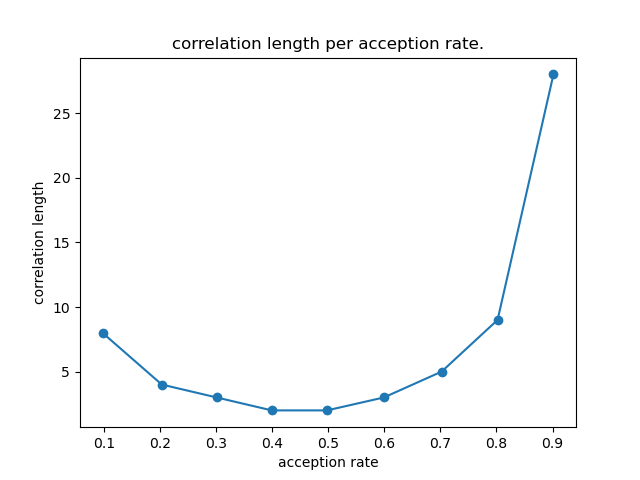 correlation length per acception rate.
25
20
15
10
5
correlation length
0.1 0.2 0.3 0.4 0.5 0.6 0.7 0.8 0.9
acception rate